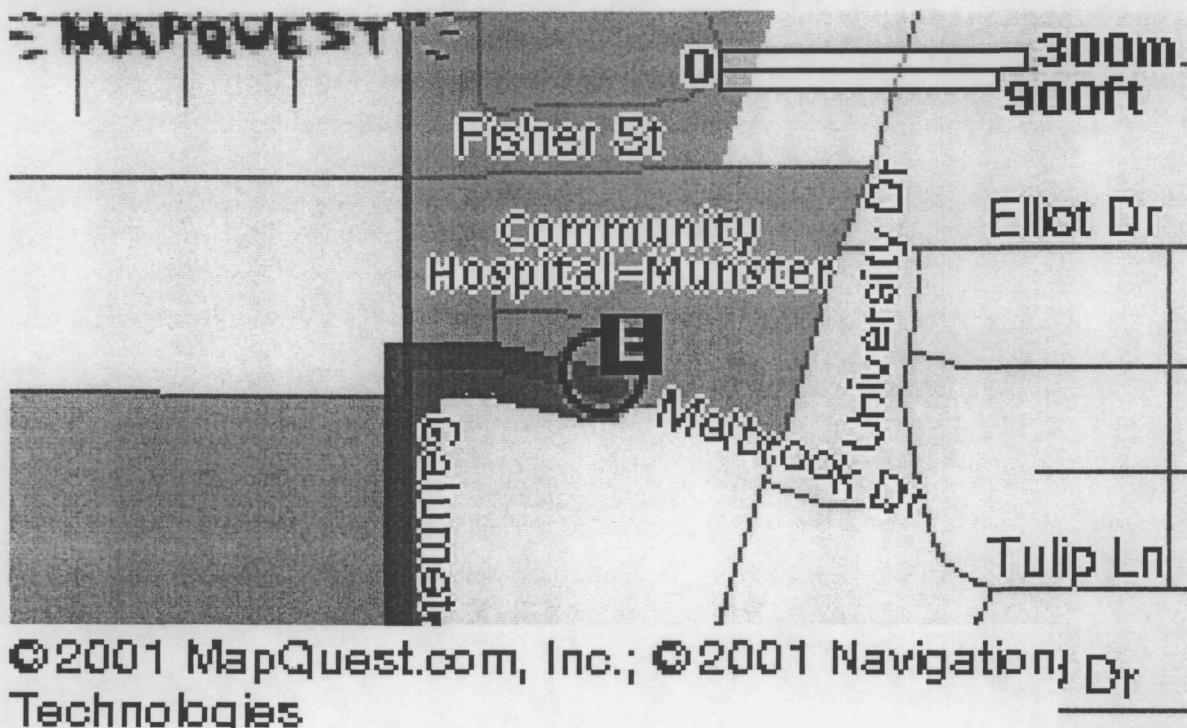 MAPQUEST
0 300m.
900ft
Fisher St
Elliot Dr
Community
Hospital-Munster
University Dr
E
Marbrook Dr
Calumet
Tulip Ln
©2001 MapQuest.com, Inc.; ©2001 Navigation
Technologies
Dr